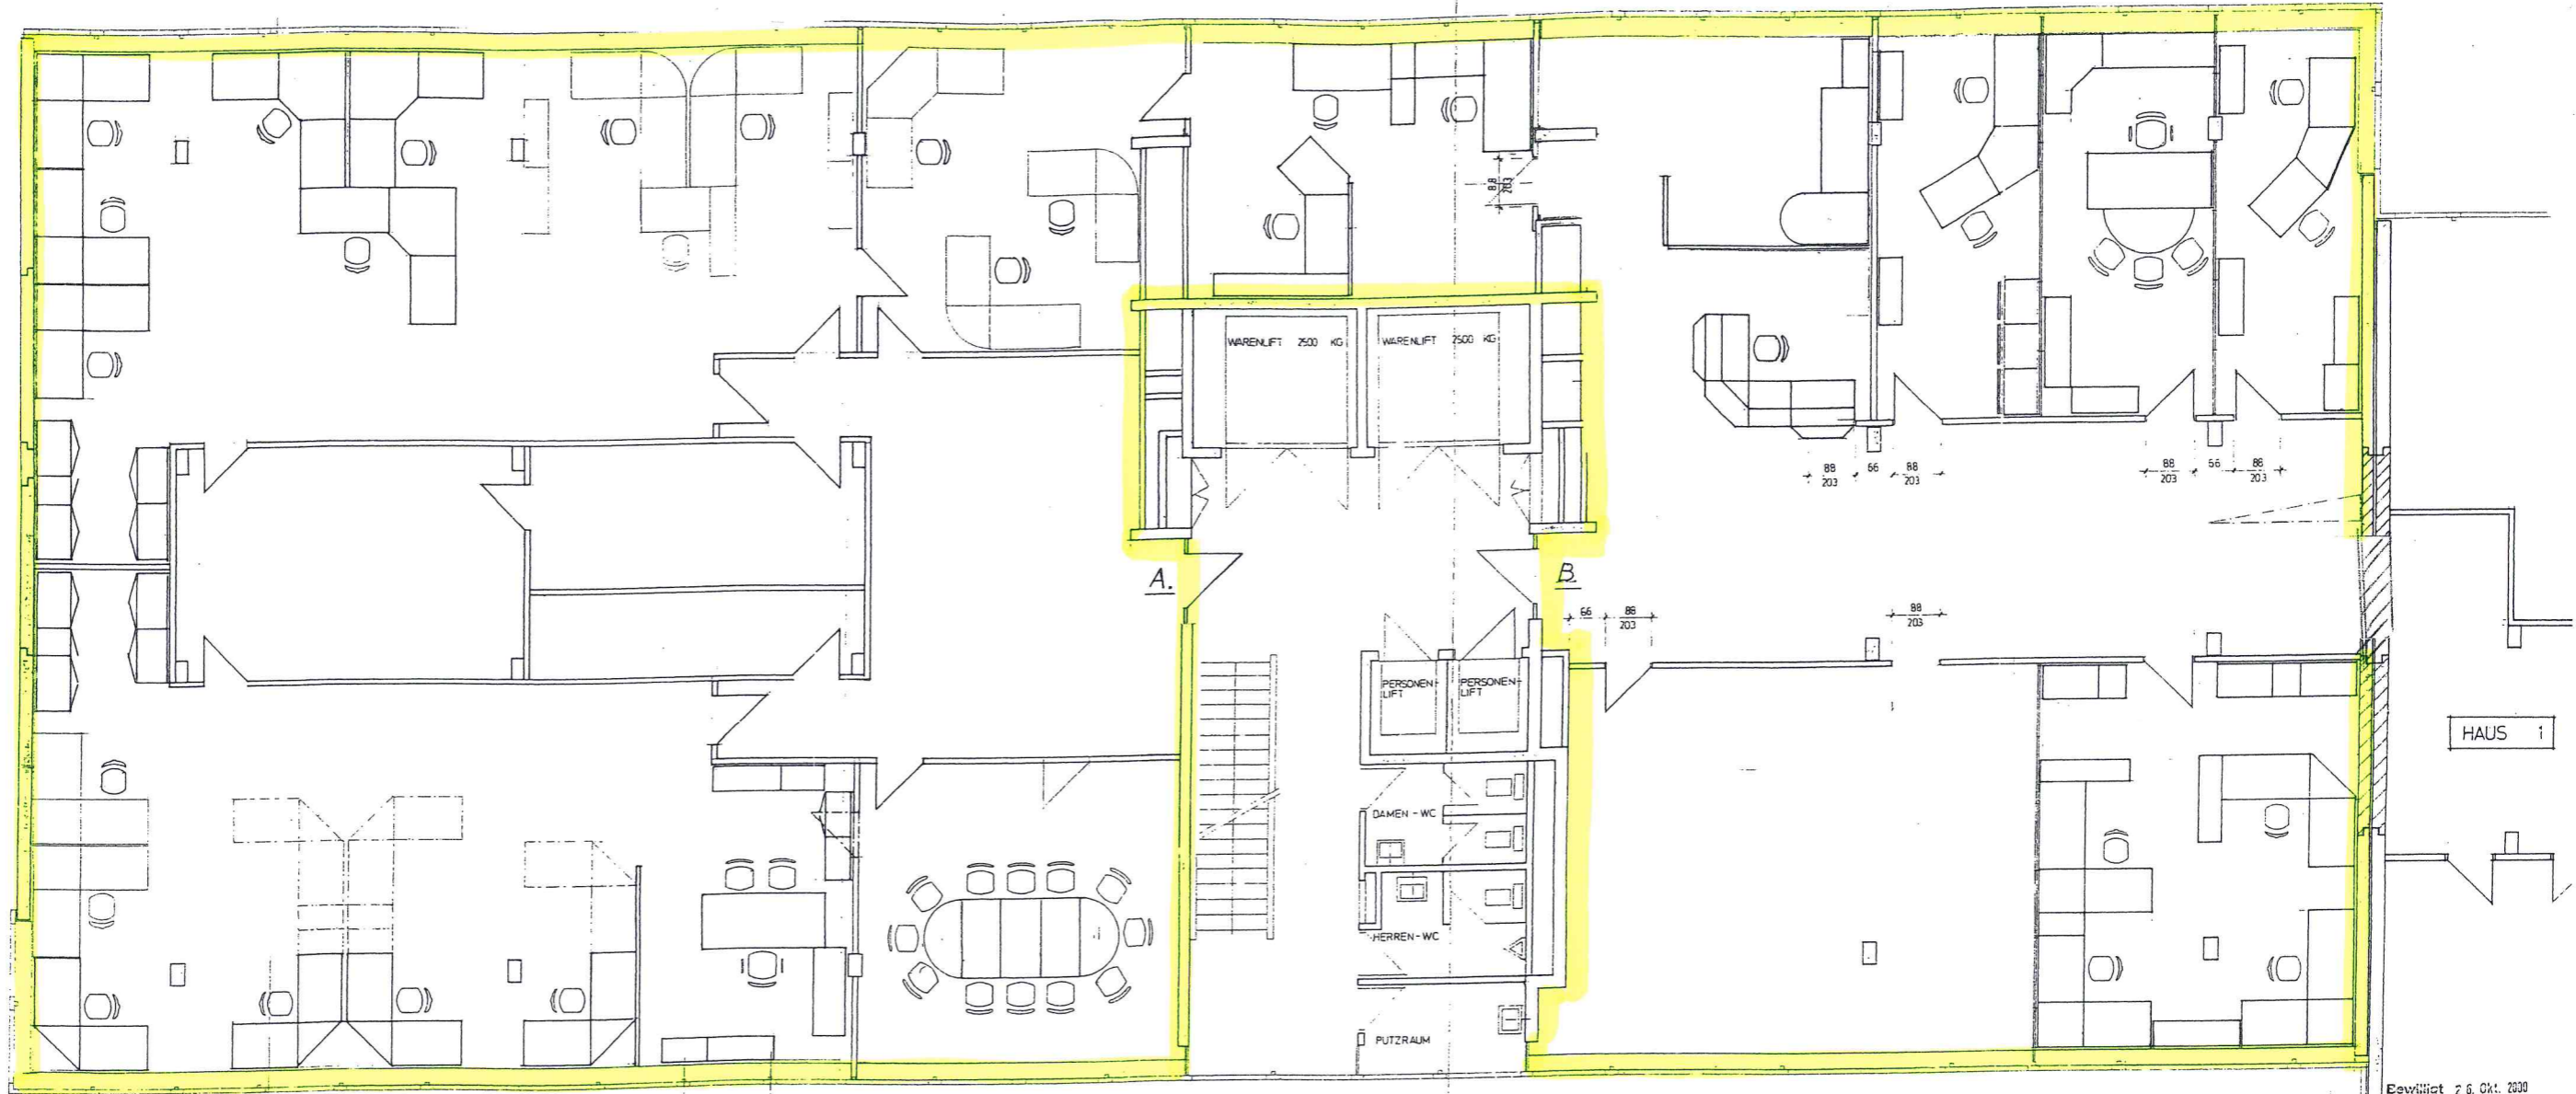 88
203
WARENLIFT 2500 KG
WARENLIFT 2500 KG
88
203
66
88
203
88
203
66
88
203
A.
B.
66
88
203
88
203
PERSONEN-
LIFT
PERSONEN-
LIFT
HAUS 1
DAMEN-WC
HERREN-WC
PUTZRAUM
Bewilligt 26. Okt. 2000